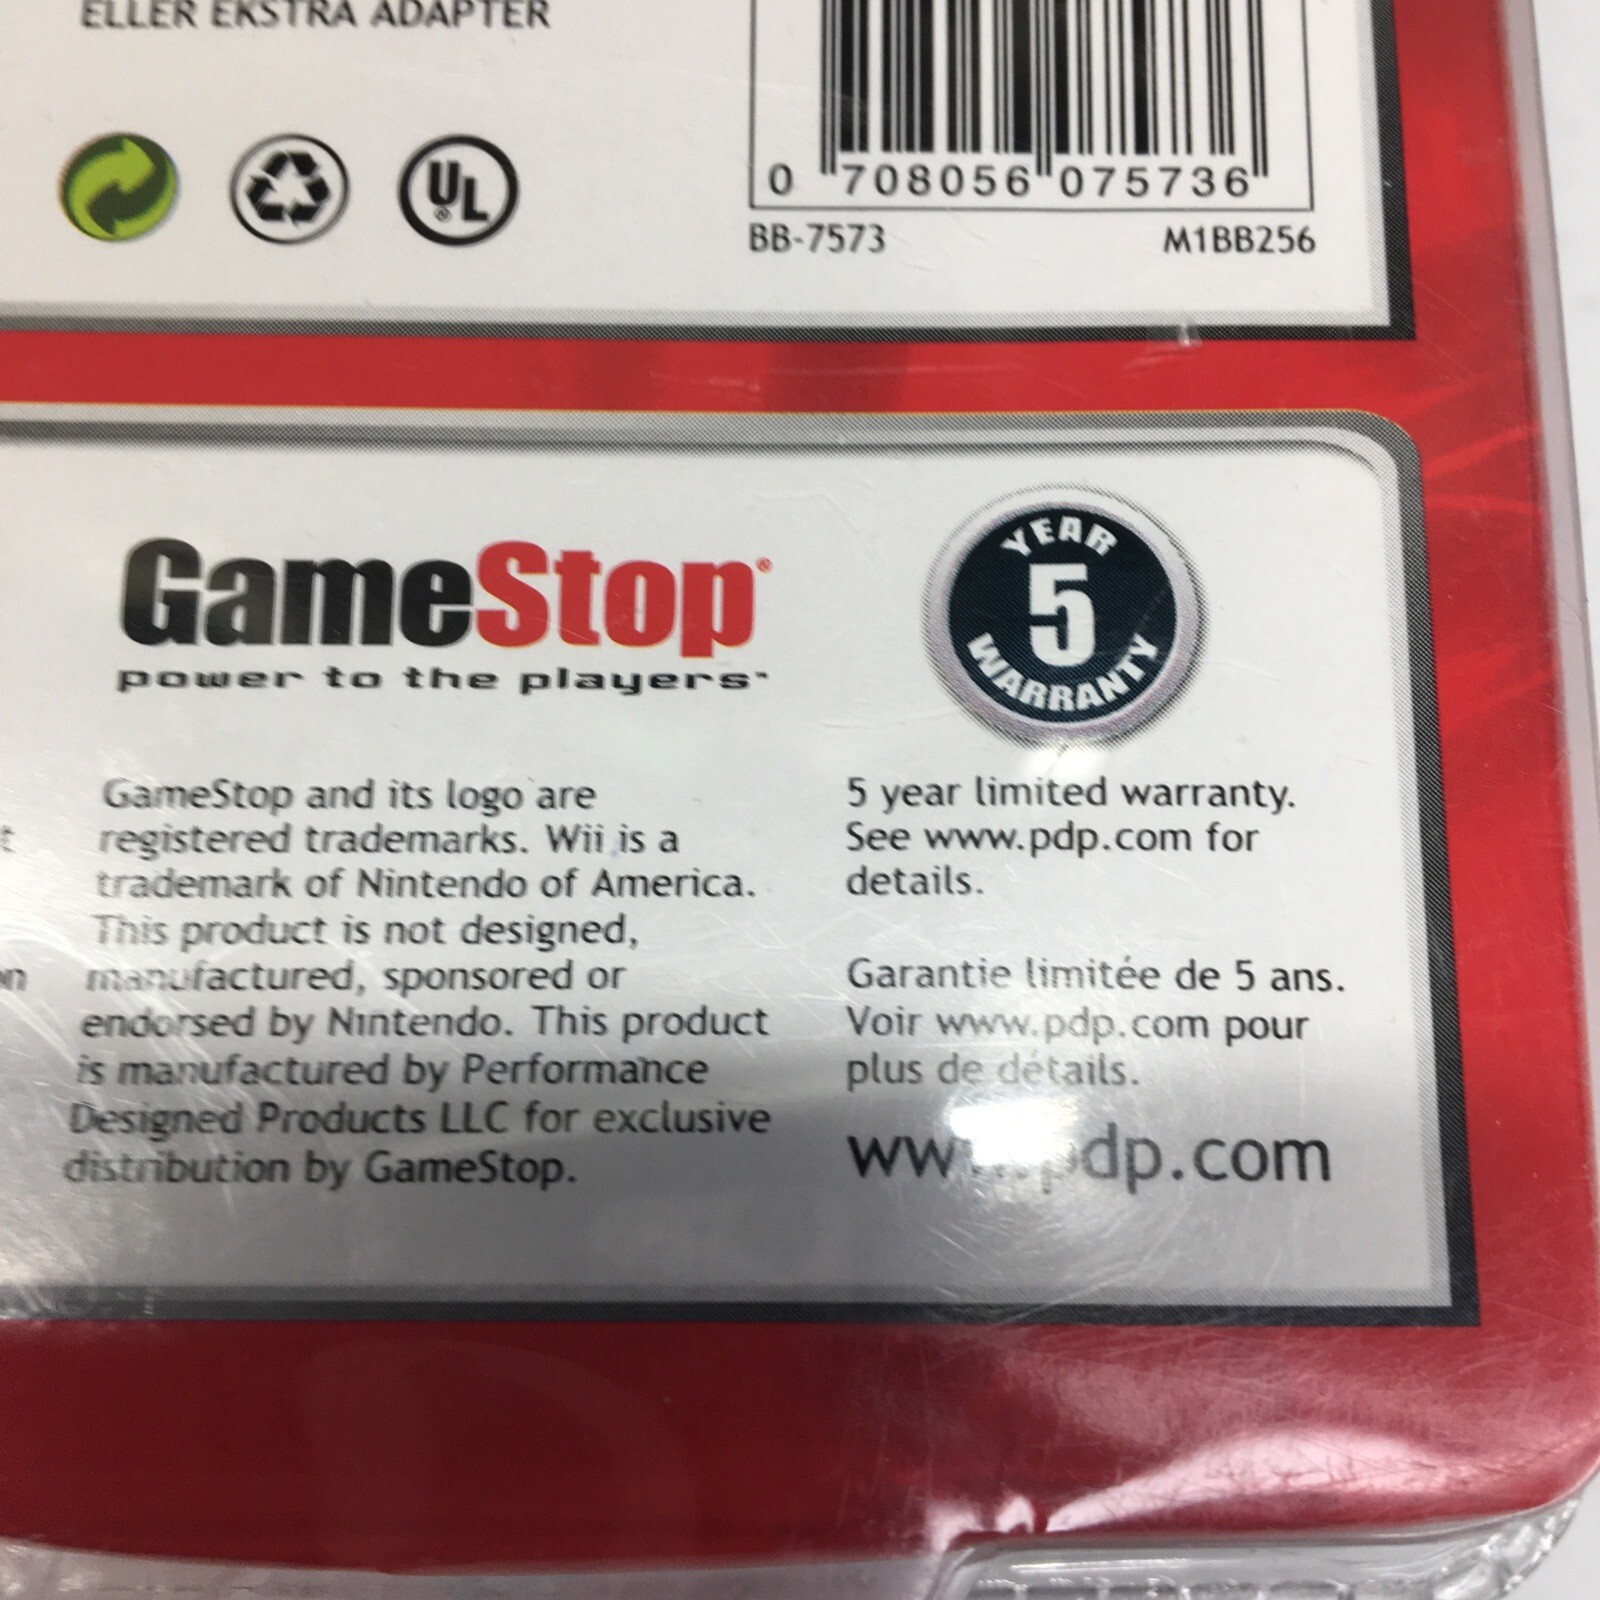 ELLER EKSTRA ADAPTER
UL
0 708056 075736
BB-7573 M1BB256
GameStop®
power to the players™
YEAR
5
WARRANTY
GameStop and its logo are
registered trademarks. Wii is a
trademark of Nintendo of America.
This product is not designed,
manufactured, sponsored or
endorsed by Nintendo. This product
is manufactured by Performance
Designed Products LLC for exclusive
distribution by GameStop.
5 year limited warranty.
See www.pdp.com for
details.
Garantie limitée de 5 ans.
Voir www.pdp.com pour
plus de détails.
www.pdp.com